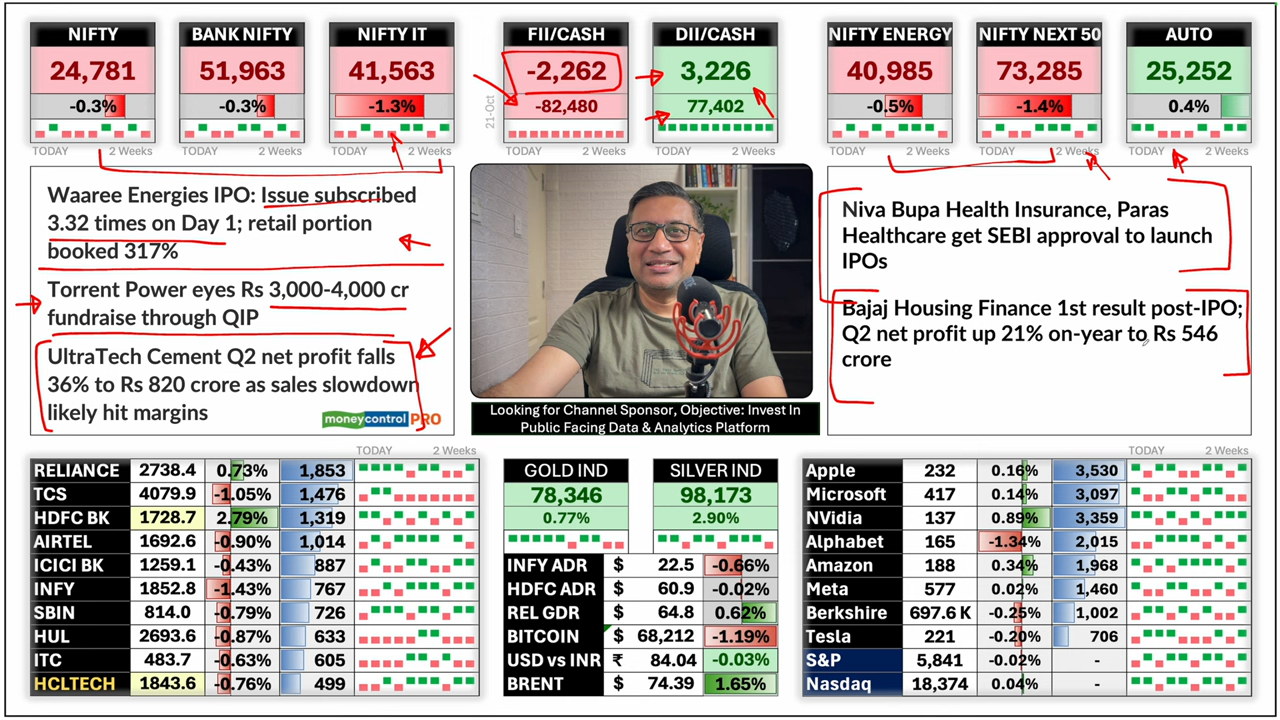 NIFTY
24,781
-0.3%
TODAY 2 Weeks
BANK NIFTY
51,963
-0.3%
TODAY 2 Weeks
NIFTY IT
41,563
-1.3%
TODAY 2 Weeks
21-Oct
FII/CASH
-2,262
-82,480
DII/CASH
3,226
77,402
NIFTY ENERGY
40,985
-0.5%
TODAY 2 Weeks
NIFTY NEXT 50
73,285
-1.4%
TODAY 2 Weeks
AUTO
25,252
0.4%
TODAY 2 Weeks
Waaree Energies IPO: Issue subscribed
3.32 times on Day 1; retail portion
booked 317%
Torrent Power eyes Rs 3,000-4,000 cr
fundraise through QIP
UltraTech Cement Q2 net profit falls
36% to Rs 820 crore as sales slowdown
likely hit margins
moneycontrol PRO
Looking for Channel Sponsor, Objective: Invest In
Public Facing Data & Analytics Platform
Niva Bupa Health Insurance, Paras
Healthcare get SEBI approval to launch
IPOs
Bajaj Housing Finance 1st result post-IPO;
Q2 net profit up 21% on-year to Rs 546
crore
TODAY 2 Weeks
RELIANCE 2738.4 0.73% 1,853
TCS 4079.9 -1.05% 1,476
HDFC BK 1728.7 2.79% 1,319
AIRTEL 1692.6 -0.90% 1,014
ICICI BK 1259.1 -0.43% 887
INFY 1852.8 -1.43% 767
SBIN 814.0 -0.79% 726
HUL 2693.6 -0.87% 633
ITC 483.7 -0.63% 605
HCLTECH 1843.6 -0.76% 499
GOLD IND
78,346
0.77%
SILVER IND
98,173
2.90%
INFY ADR $ 22.5 -0.66%
HDFC ADR $ 60.9 -0.02%
REL GDR $ 64.8 0.62%
BITCOIN $ 68,212 -1.19%
USD vs INR ₹ 84.04 -0.03%
BRENT $ 74.39 1.65%
TODAY 2 Weeks
Apple 232 0.16% 3,530
Microsoft 417 0.14% 3,097
NVidia 137 0.89% 3,359
Alphabet 165 -1.34% 2,015
Amazon 188 0.34% 1,968
Meta 577 0.02% 1,460
Berkshire 697.6 K -0.25% 1,002
Tesla 221 -0.20% 706
S&P 5,841 -0.02% -
Nasdaq 18,374 0.04% -